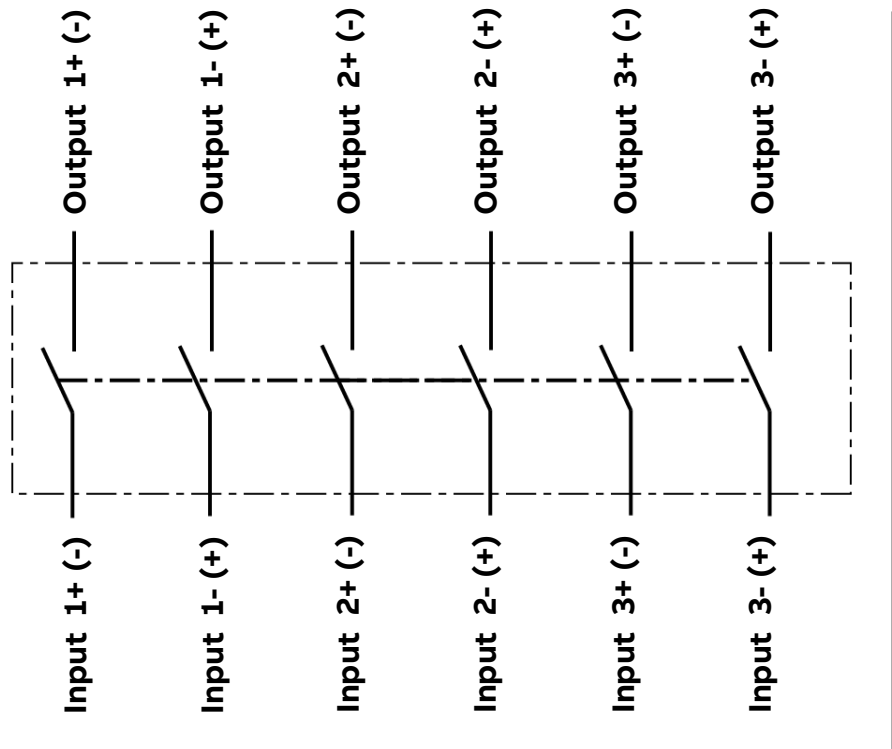 Output 1+ (-)
Output 1- (+)
Output 2+ (-)
Output 2- (+)
Output 3+ (-)
Output 3- (+)
Input 1+ (-)
Input 1- (+)
Input 2+ (-)
Input 2- (+)
Input 3+ (-)
Input 3- (+)